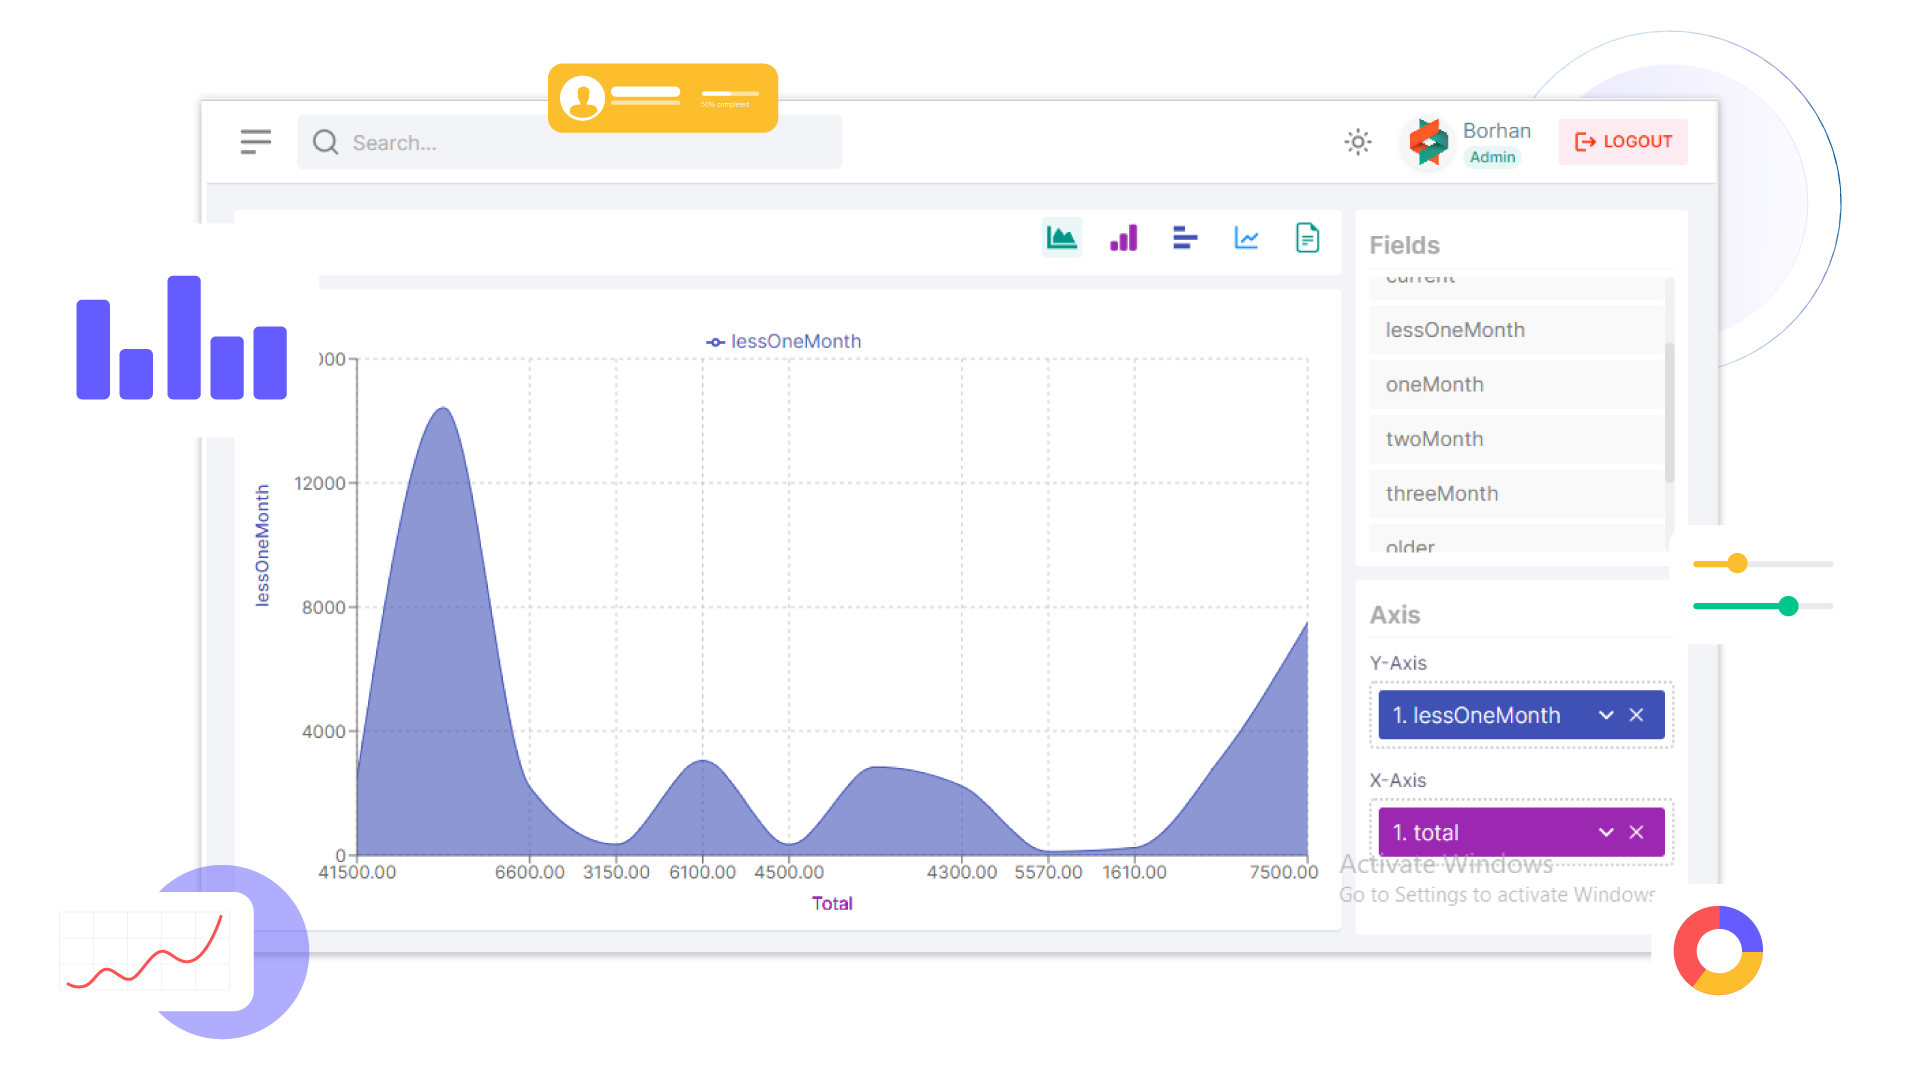 50% completed
Search...
Borhan
Admin
LOGOUT
Fields
current
lessOneMonth
oneMonth
twoMonth
threeMonth
older
lessOneMonth
12000
8000
4000
0
lessOneMonth
41500.00 6600.00 3150.00 6100.00 4500.00 4300.00 5570.00 1610.00 7500.00
Total
Axis
Y-Axis
1. lessOneMonth
X-Axis
1. total
Activate Windows
Go to Settings to activate Windows